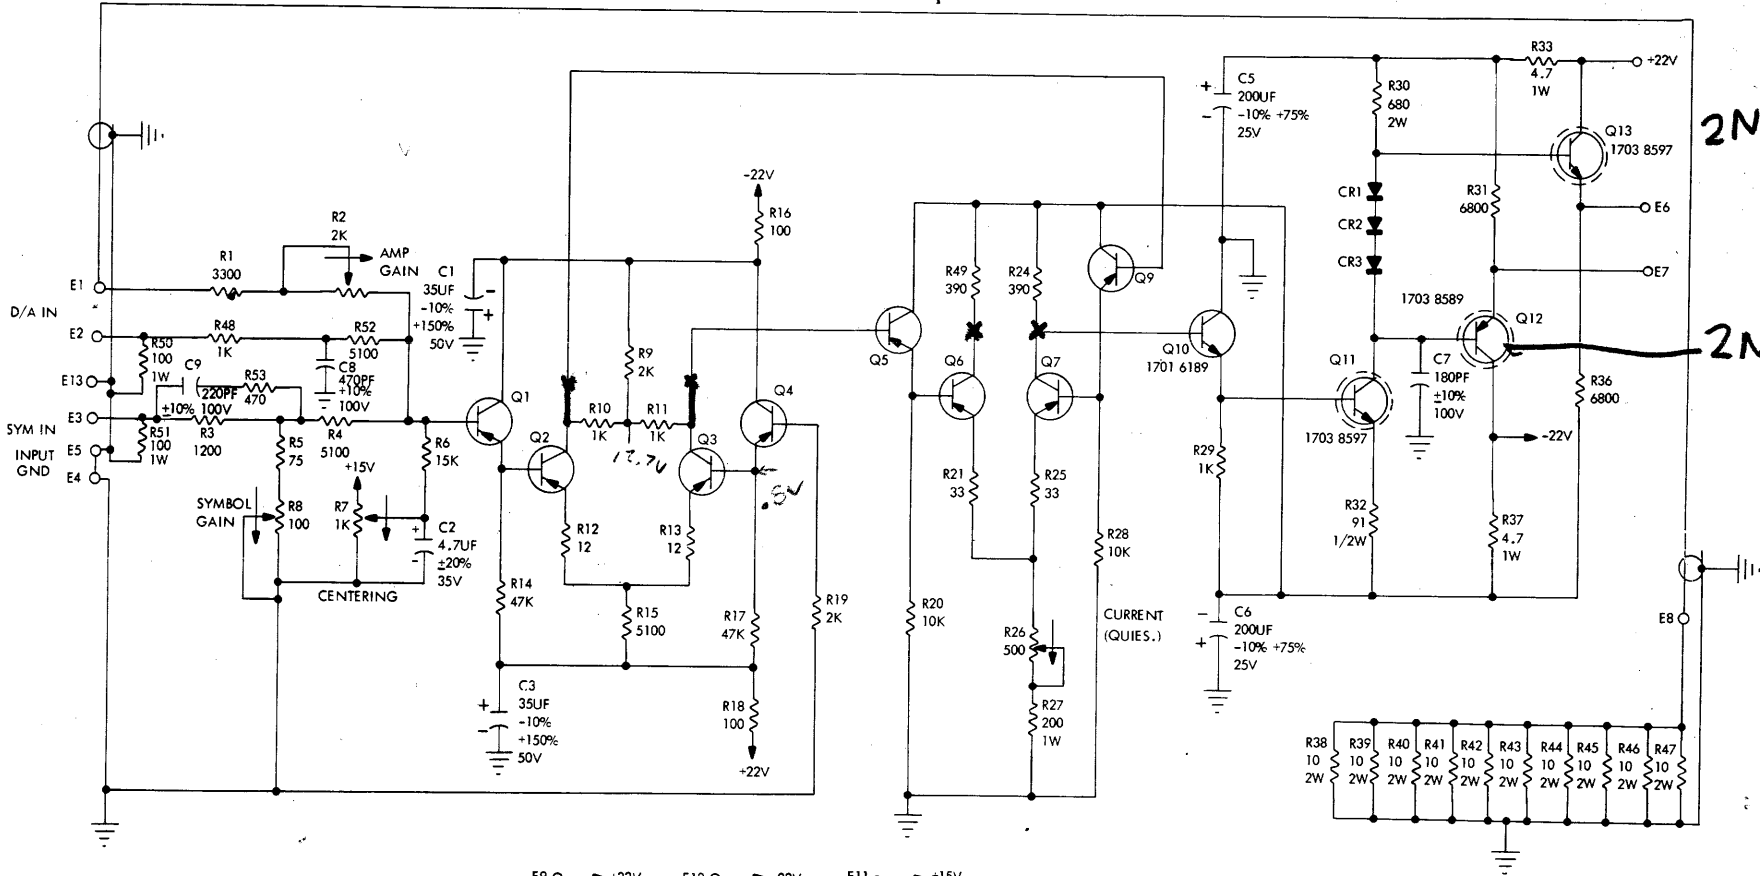 R33
4.7
1W
+22V
C5
200UF
-10% +75%
25V
+
-
R30
680
2W
2N
Q13
1703 8597
-22V
R16
100
CR1
CR2
CR3
R31
6800
E6
E7
R2
2K
AMP
GAIN
R1
3300
E1
D/A IN
C1
35UF
-10%
+150%
50V
-
+
R49
390
R24
390
Q9
1703 8589
Q12
2N
E2
R48
1K
R52
5100
R50
100
1W
C9
220PF
±10%
100V
R53
470
C8
470PF
±10%
100V
E13
R9
2K
Q5
Q6
Q7
Q10
1701 6189
Q11
1703 8597
C7
180PF
±10%
100V
R36
6800
E3
SYM IN
R51
100
1W
R3
1200
R5
75
R4
5100
R6
15K
Q1
Q2
R10
1K
R11
1K
Q3
Q4
12.7V
.8V
E5
INPUT
GND
E4
+15V
SYMBOL
GAIN
R8
100
R7
1K
+
C2
4.7UF
±20%
35V
-
CENTERING
R12
12
R13
12
R21
33
R25
33
R28
10K
R29
1K
R32
91
1/2W
-22V
R37
4.7
1W
R14
47K
R15
5100
R17
47K
R19
2K
R20
10K
R26
500
CURRENT
(QUIES.)
C6
200UF
-10% +75%
25V
-
+
E8
C3
35UF
-10%
+150%
50V
+
-
R18
100
+22V
R27
200
1W
R38
10
2W
R39
10
2W
R40
10
2W
R41
10
2W
R42
10
2W
R43
10
2W
R44
10
2W
R45
10
2W
R46
10
2W
R47
10
2W